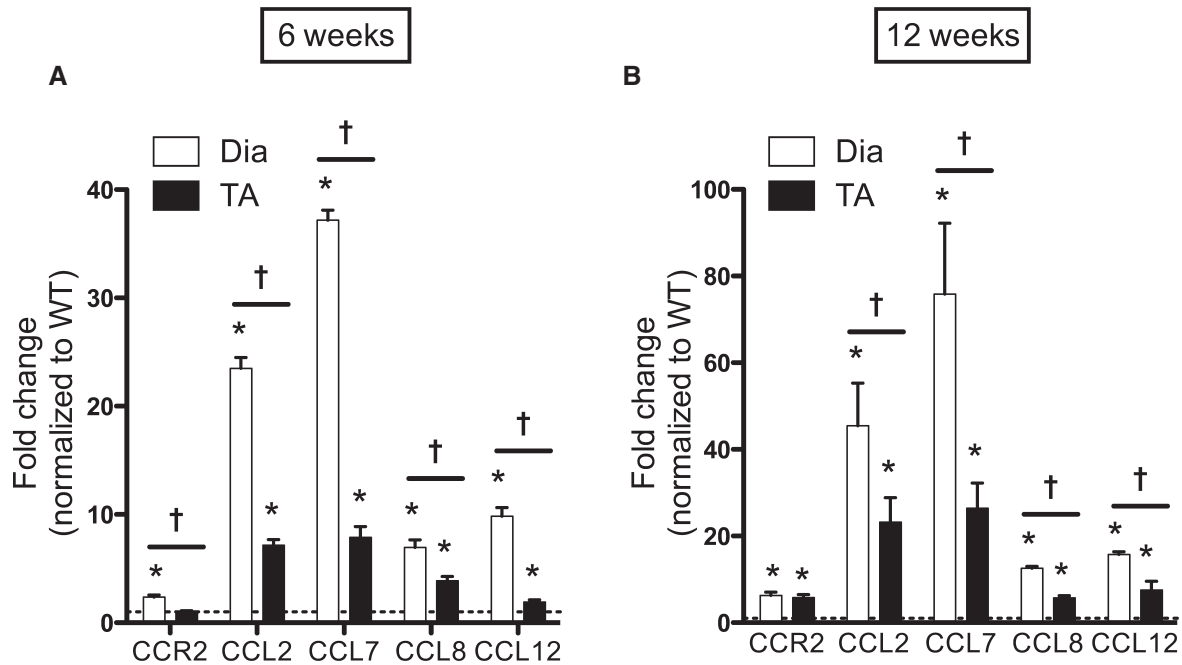 6 weeks
12 weeks
A
B
Dia
TA
Fold change
(normalized to WT)
40
30
20
10
0
†
*
†
*
*
†
*
*
†
*
*
†
*
*
CCR2 CCL2 CCL7 CCL8 CCL12
Dia
TA
Fold change
(normalized to WT)
100
80
60
40
20
0
*
*
†
*
*
†
*
*
†
*
*
†
*
*
CCR2 CCL2 CCL7 CCL8 CCL12